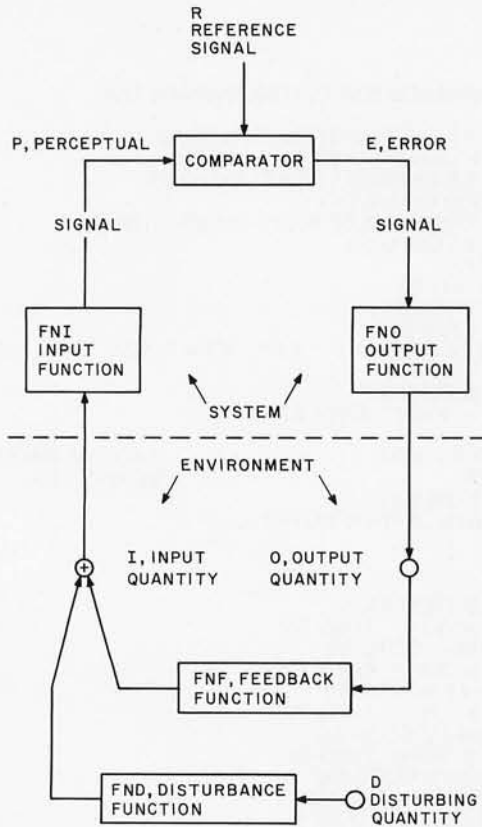 R
REFERENCE
SIGNAL
P, PERCEPTUAL
COMPARATOR
E, ERROR
SIGNAL
SIGNAL
FNI
INPUT
FUNCTION
FNO
OUTPUT
FUNCTION
SYSTEM
ENVIRONMENT
I, INPUT
QUANTITY
O, OUTPUT
QUANTITY
+
FNF, FEEDBACK
FUNCTION
FND, DISTURBANCE
FUNCTION
D
DISTURBING
QUANTITY